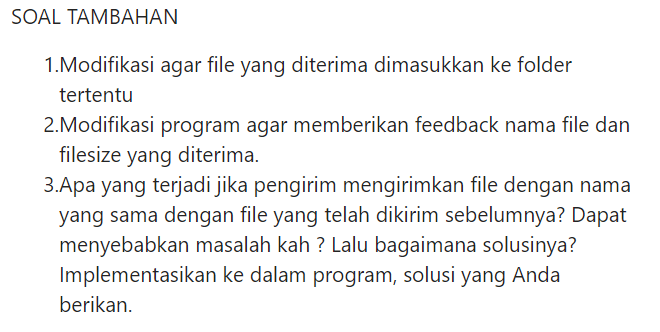 SOAL TAMBAHAN
1.Modifikasi agar file yang diterima dimasukkan ke folder
tertentu
2.Modifikasi program agar memberikan feedback nama file dan
filesize yang diterima.
3.Apa yang terjadi jika pengirim mengirimkan file dengan nama
yang sama dengan file yang telah dikirim sebelumnya? Dapat
menyebabkan masalah kah ? Lalu bagaimana solusinya?
Implementasikan ke dalam program, solusi yang Anda
berikan.